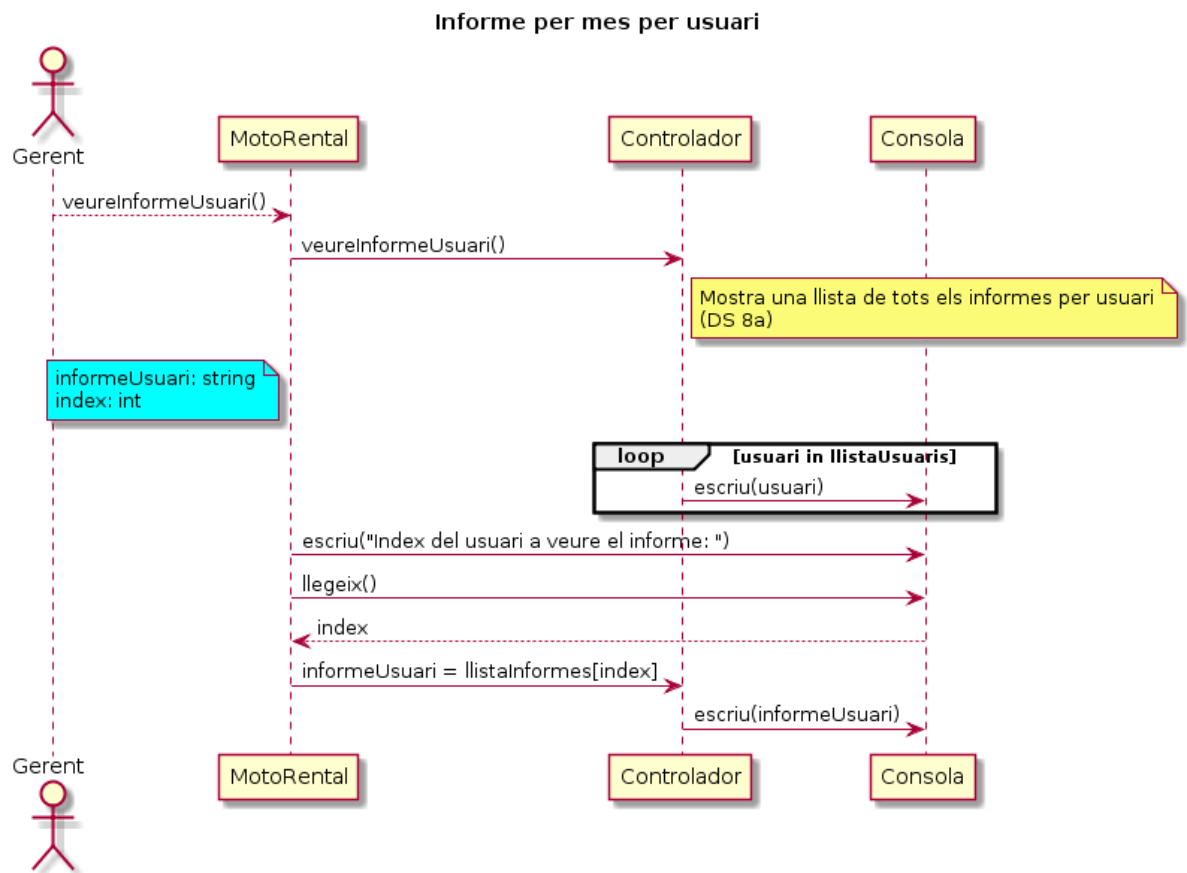 Informe per mes per usuari
Gerent
MotoRental
Controlador
Consola
veureInformeUsuari()
veureInformeUsuari()
Mostra una llista de tots els informes per usuari
(DS 8a)
informeUsuari: string
index: int
loop [usuari in llistaUsuaris]
escriu(usuari)
escriu("Index del usuari a veure el informe: ")
llegeix()
index
informeUsuari = llistaInformes[index]
escriu(informeUsuari)
Gerent
MotoRental
Controlador
Consola